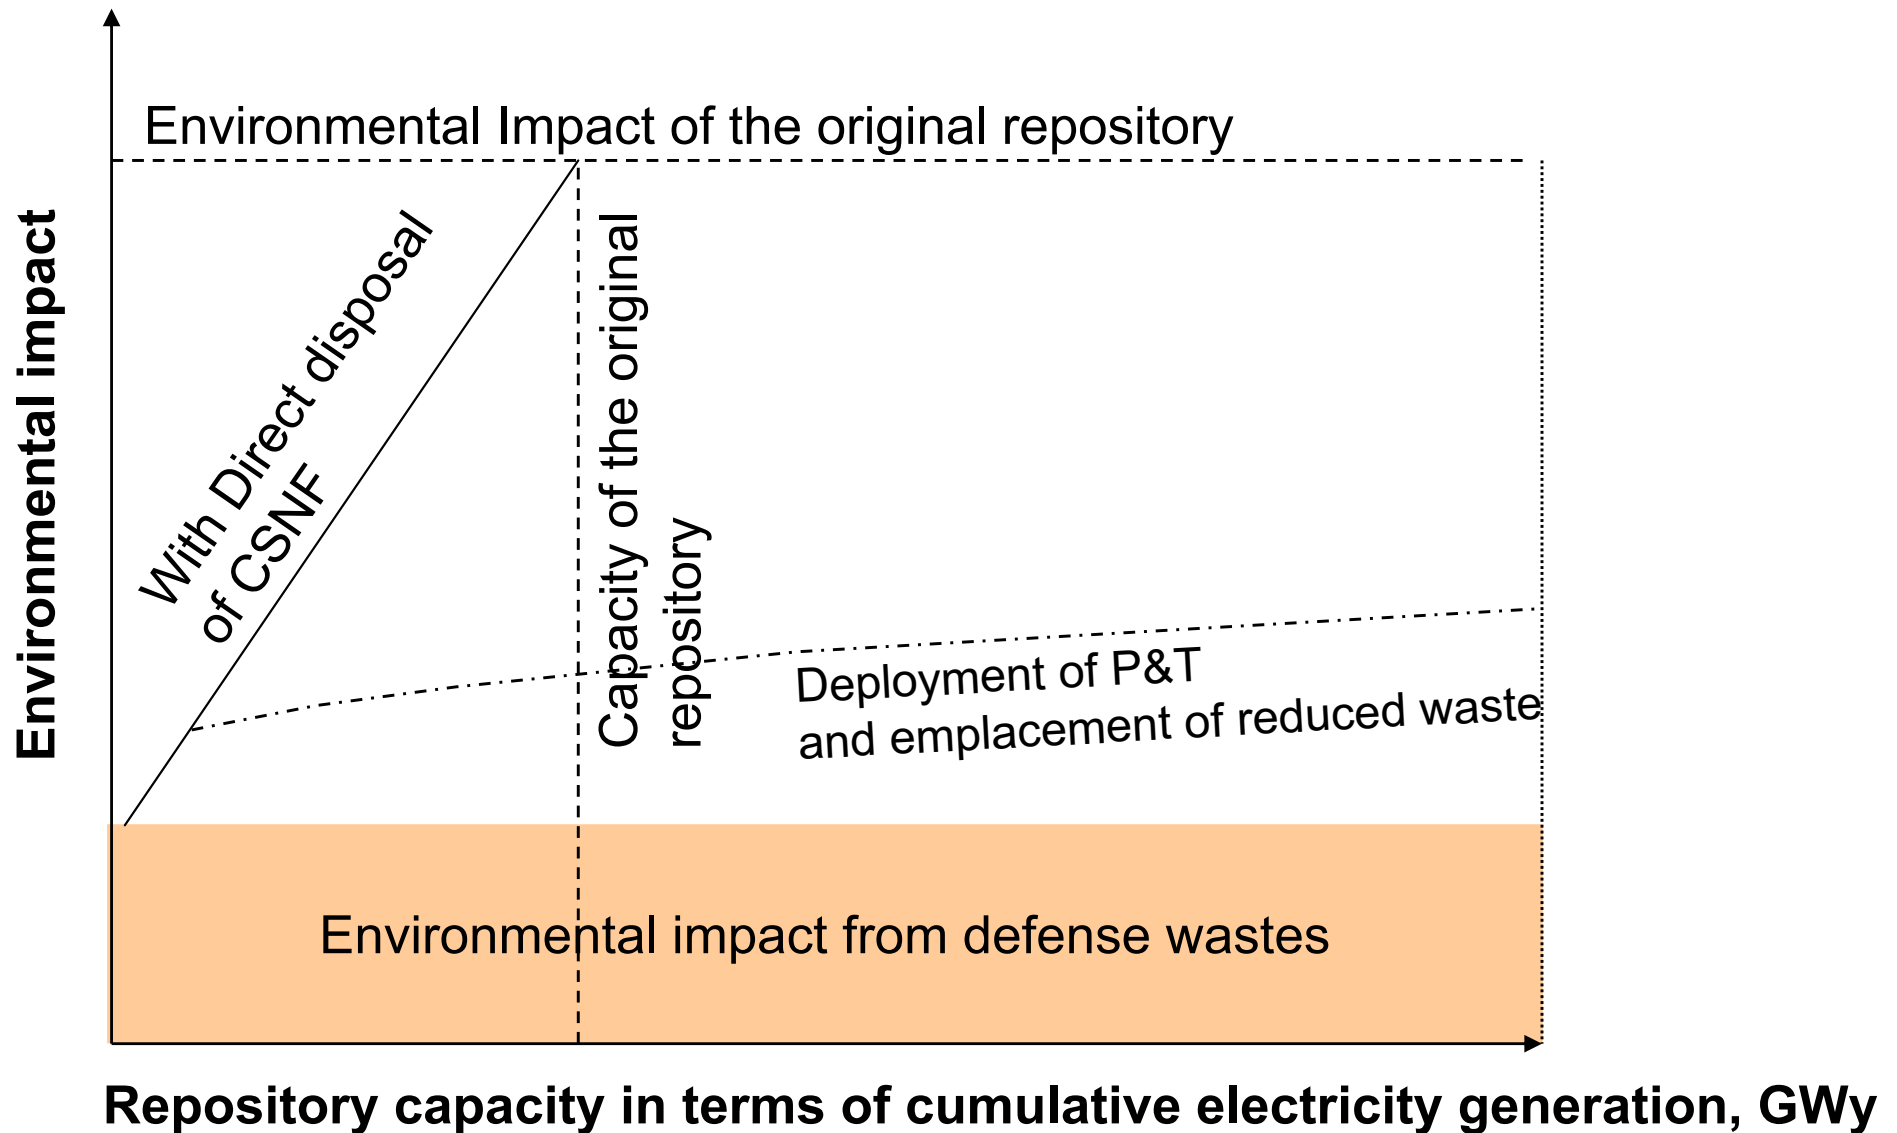 Environmental Impact of the original repository
Environmental impact
With Direct disposal
of CSNF
Capacity of the original
repository
Deployment of P&T
and emplacement of reduced waste
Environmental impact from defense wastes
Repository capacity in terms of cumulative electricity generation, GWy